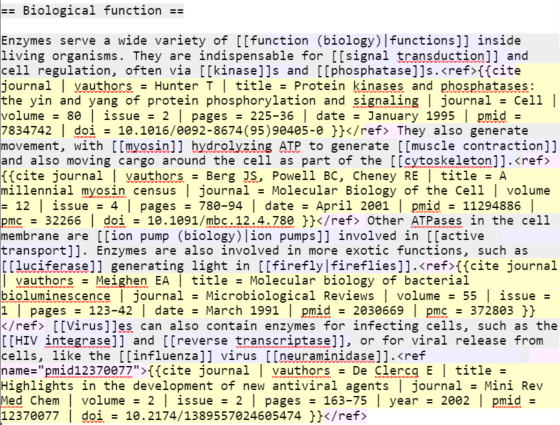 == Biological function ==
Enzymes serve a wide variety of [[function (biology)|functions]] inside
living organisms. They are indispensable for [[signal transduction]] and
cell regulation, often via [[kinase]]s and [[phosphatase]]s.<ref>{{cite
journal | vauthors = Hunter T | title = Protein kinases and phosphatases:
the yin and yang of protein phosphorylation and signaling | journal = Cell |
volume = 80 | issue = 2 | pages = 225–36 | date = January 1995 | pmid =
7834742 | doi = 10.1016/0092-8674(95)90405-0 }}</ref> They also generate
movement, with [[myosin]] hydrolyzing ATP to generate [[muscle contraction]]
and also moving cargo around the cell as part of the [[cytoskeleton]].<ref>
{{cite journal | vauthors = Berg JS, Powell BC, Cheney RE | title = A
millennial myosin census | journal = Molecular Biology of the Cell | volume
= 12 | issue = 4 | pages = 780–94 | date = April 2001 | pmid = 11294886 |
pmc = 32266 | doi = 10.1091/mbc.12.4.780 }}</ref> Other ATPases in the cell
membrane are [[ion pump (biology)|ion pumps]] involved in [[active
transport]]. Enzymes are also involved in more exotic functions, such as
[[luciferase]] generating light in [[firefly|fireflies]].<ref>{{cite journal
| vauthors = Meighen EA | title = Molecular biology of bacterial
bioluminescence | journal = Microbiological Reviews | volume = 55 | issue =
1 | pages = 123–42 | date = March 1991 | pmid = 2030669 | pmc = 372803 }}
</ref> [[Virus]]es can also contain enzymes for infecting cells, such as the
[[HIV integrase]] and [[reverse transcriptase]], or for viral release from
cells, like the [[influenza]] virus [[neuraminidase]].<ref
name="pmid12370077">{{cite journal | vauthors = De Clercq E | title =
Highlights in the development of new antiviral agents | journal = Mini Rev
Med Chem | volume = 2 | issue = 2 | pages = 163–75 | year = 2002 | pmid =
12370077 | doi = 10.2174/1389557024605474 }}</ref>